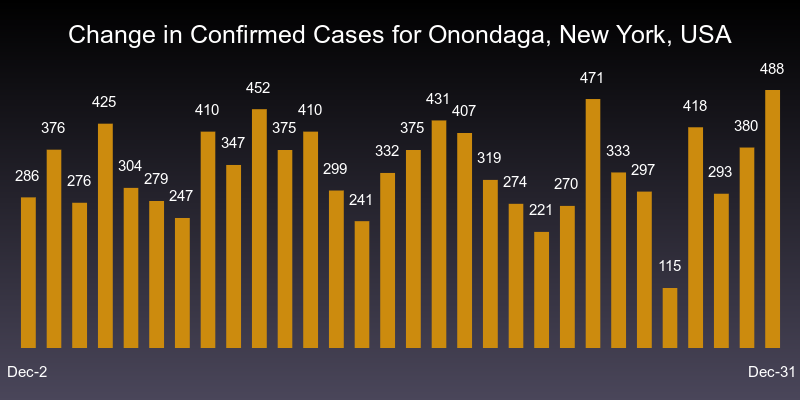 Change in Confirmed Cases for Onondaga, New York, USA
286 376 276 425 304 279 247 410 347 452 375 410 299 241 332 375 431 407 319 274 221 270 471 333 297 115 418 293 380 488
Dec-2 Dec-31